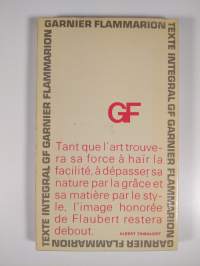 GARNIER FLAMMARION
TEXTE INTEGRAL GF GARNIER FLAMMARION
TEXTE INTEGRAL GF GARNIER FLAMMARION
GF
Tant que l'art trouve-
ra sa force à haïr la
facilité, à dépasser sa
nature par la grâce et
sa matière par le sty-
le, l'image honorée
de Flaubert restera
debout.
ALBERT THIBAUDET
GARNIER FLAMMARION